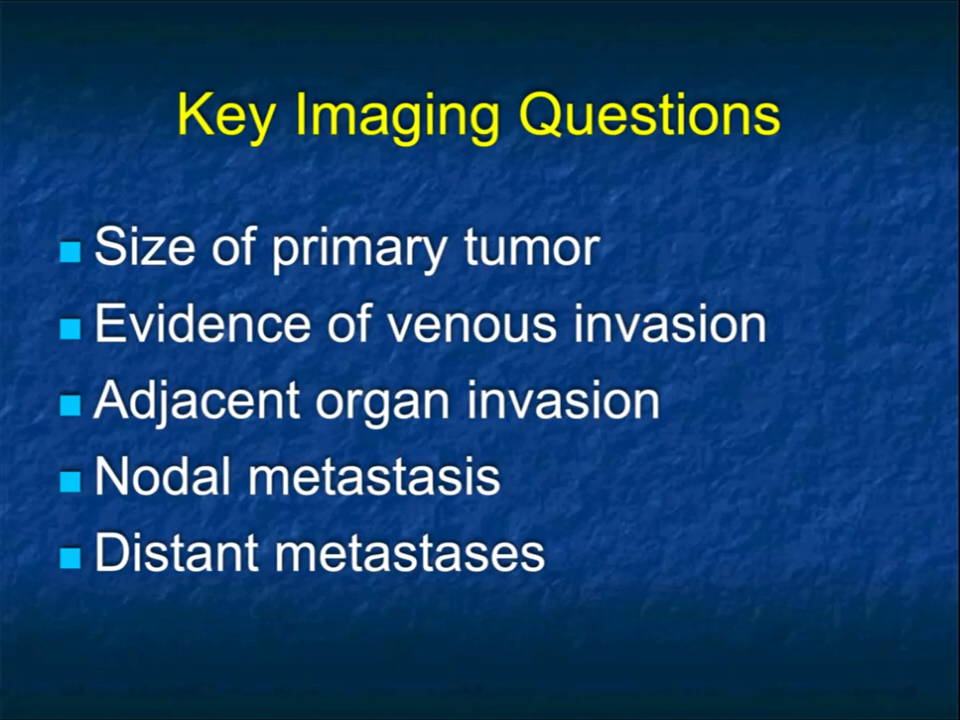 Key Imaging Questions
Size of primary tumor
Evidence of venous invasion
Adjacent organ invasion
Nodal metastasis
Distant metastases